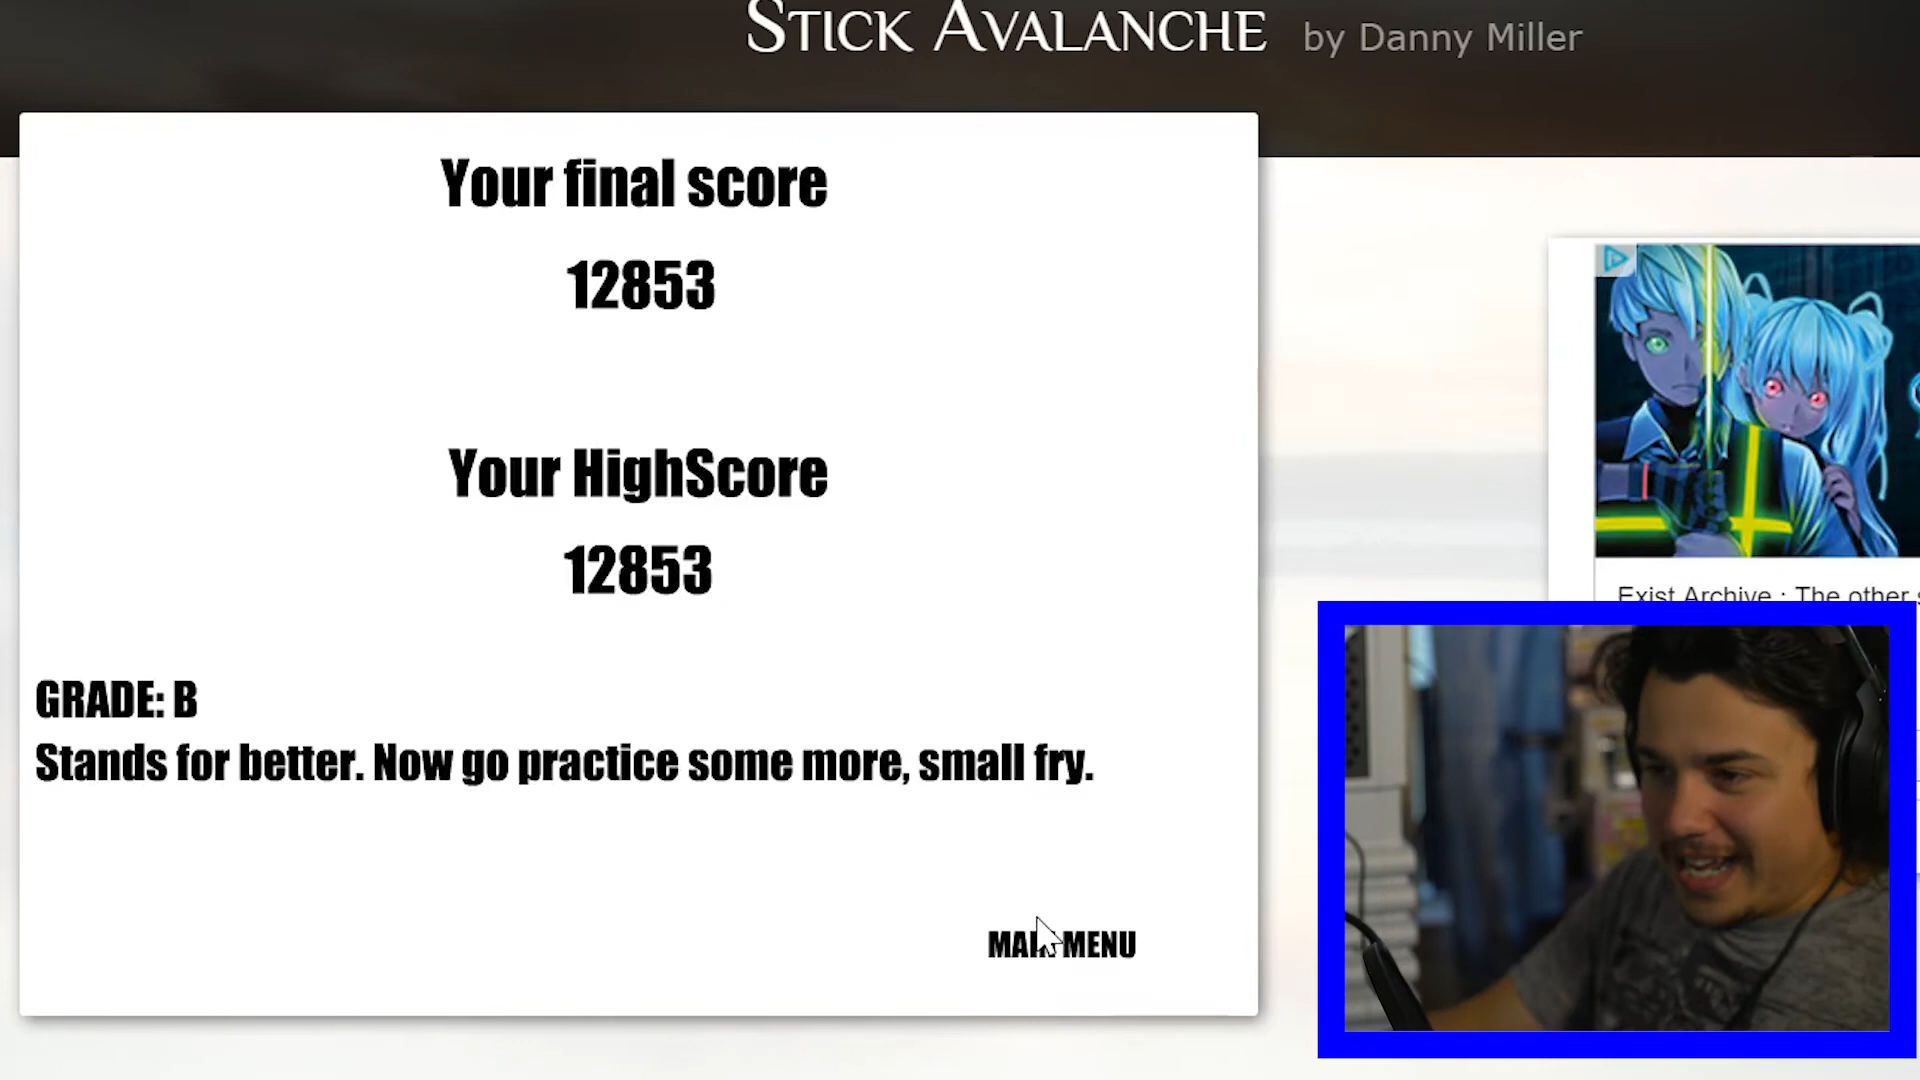 STICK AVALANCHE by Danny Miller
Your final score
12853
Your HighScore
12853
GRADE: B
Stands for better. Now go practice some more, small fry.
MAIN MENU
Exist Archive : The other